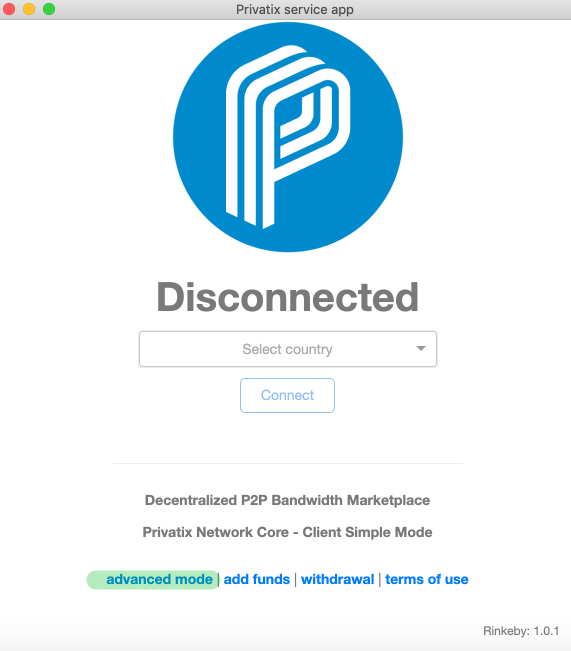 Privatix service app
Disconnected
Select country
Connect
Decentralized P2P Bandwidth Marketplace
Privatix Network Core - Client Simple Mode
advanced mode | add funds | withdrawal | terms of use
Rinkeby: 1.0.1